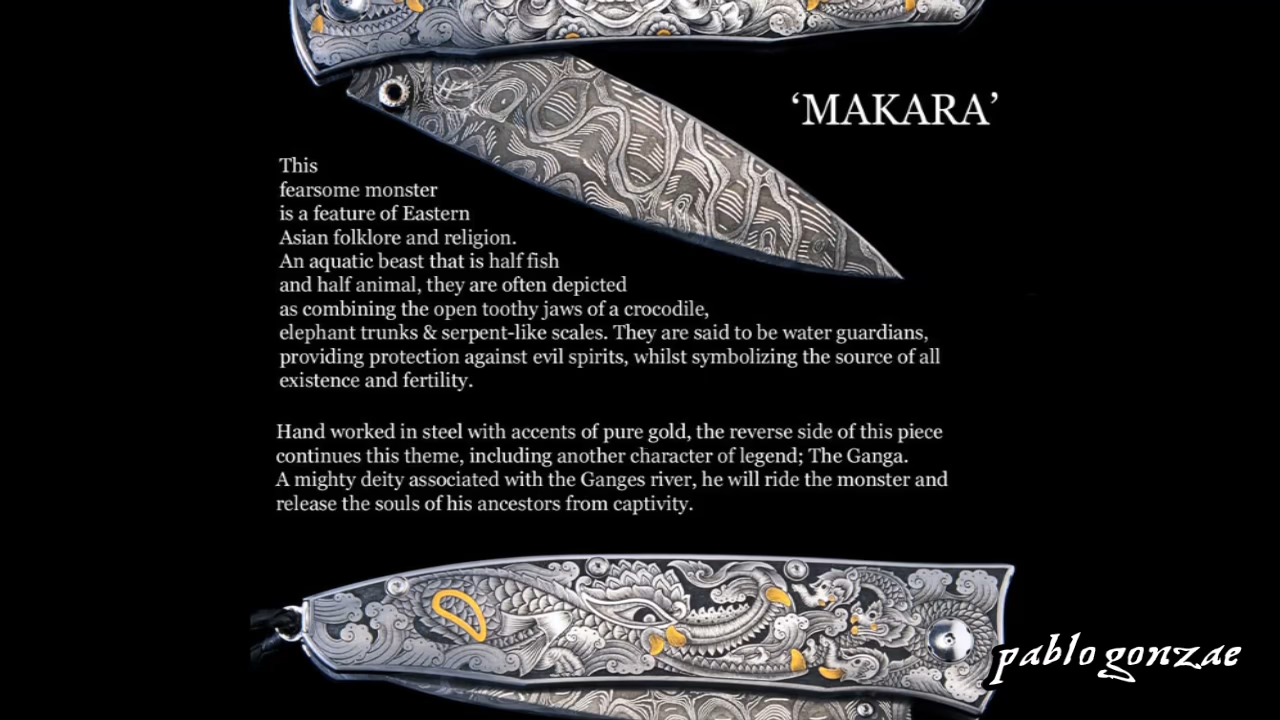 ‘MAKARA’
This
fearsome monster
is a feature of Eastern
Asian folklore and religion.
An aquatic beast that is half fish
and half animal, they are often depicted
as combining the open toothy jaws of a crocodile,
elephant trunks & serpent-like scales. They are said to be water guardians,
providing protection against evil spirits, whilst symbolizing the source of all
existence and fertility.
Hand worked in steel with accents of pure gold, the reverse side of this piece
continues this theme, including another character of legend; The Ganga.
A mighty deity associated with the Ganges river, he will ride the monster and
release the souls of his ancestors from captivity.
pablo gonzae